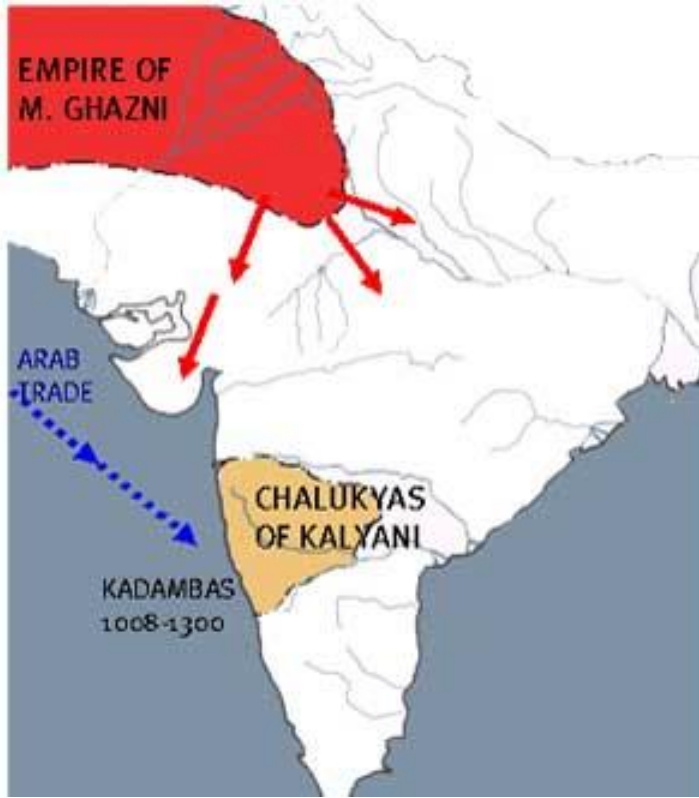 EMPIRE OF
M. GHAZNI
ARAB
TRADE
CHALUKYAS
OF KALYANI
KADAMBAS
1008-1300